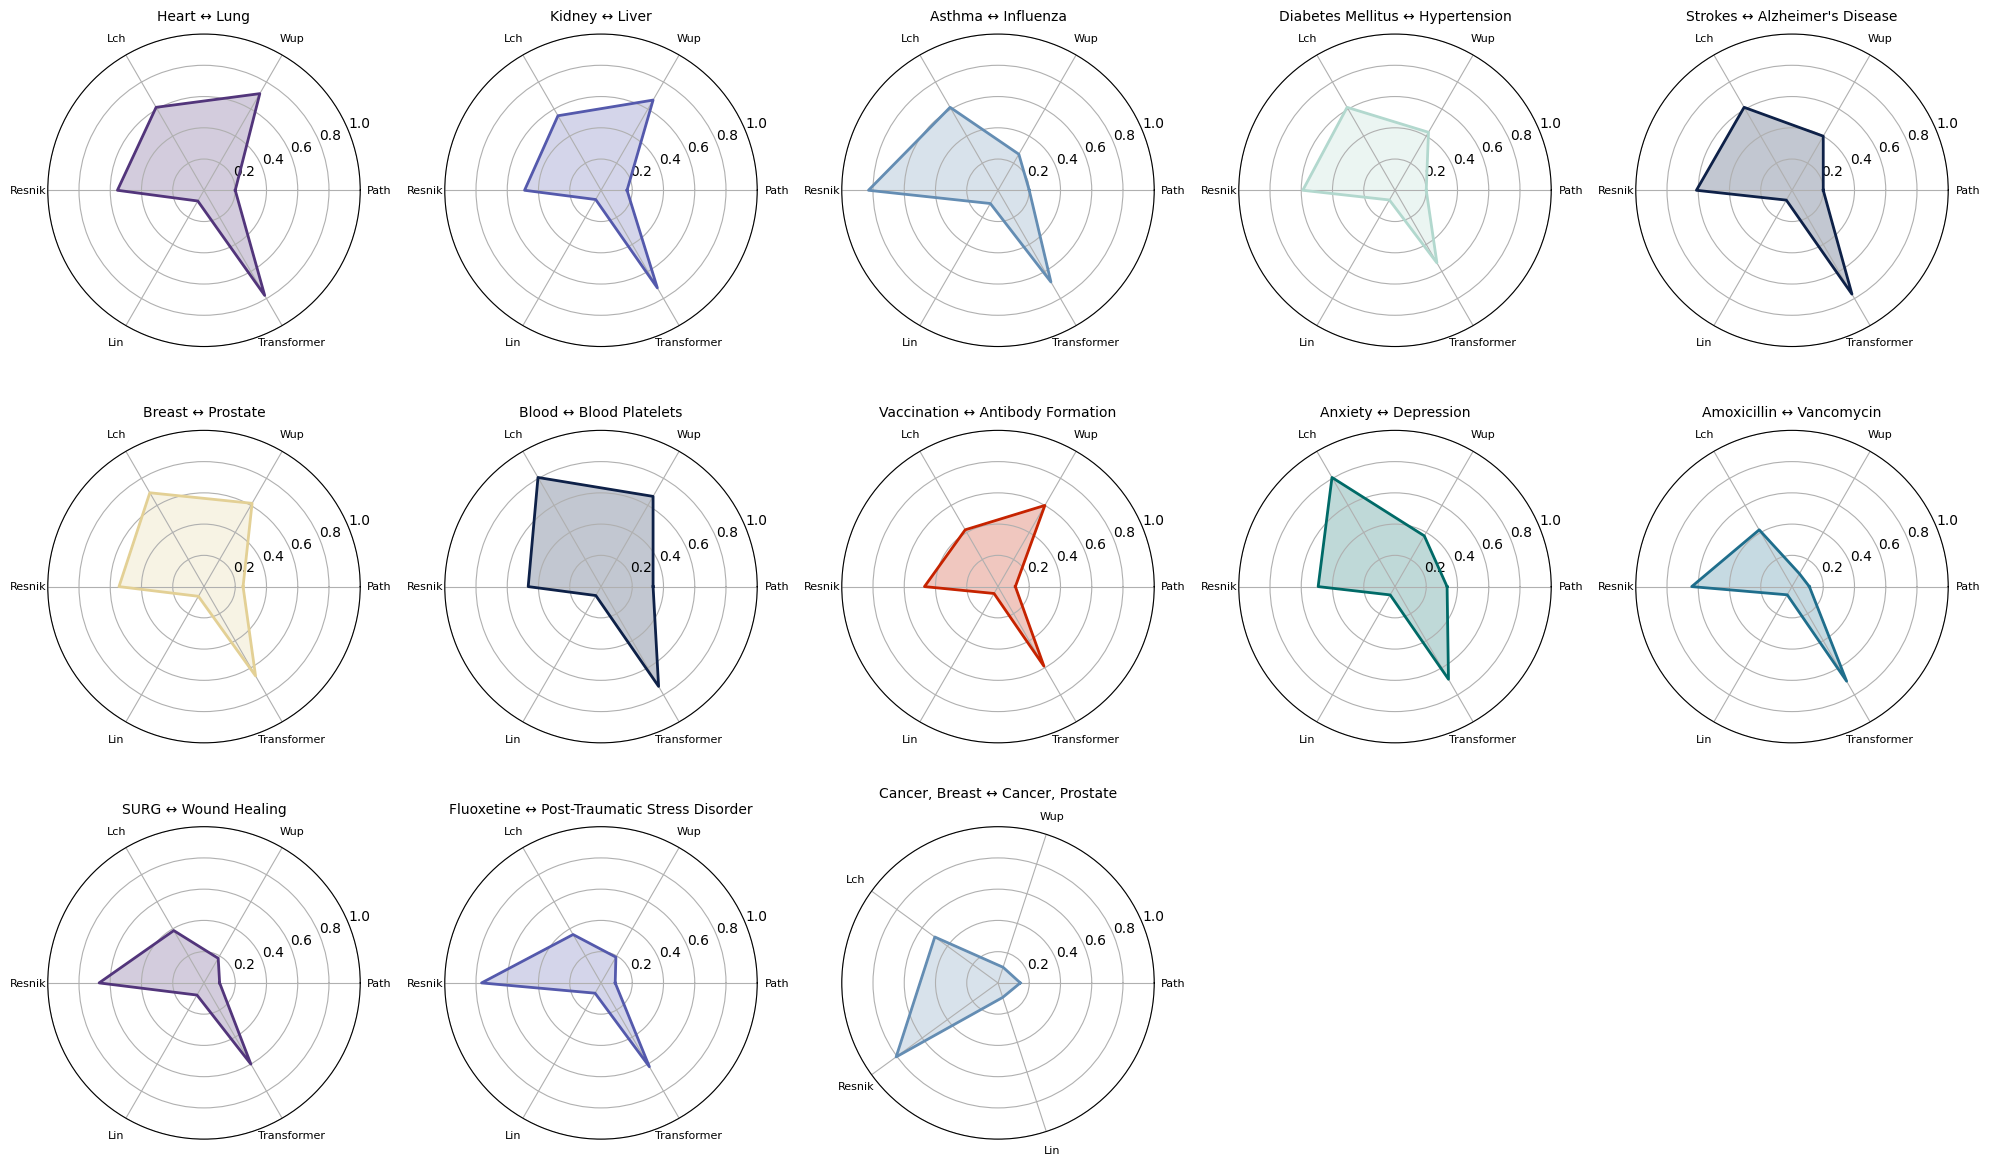 Heart ↔ Lung
Lch
Wup
Resnik
0.2
0.4
0.6
0.8
1.0
Path
Lin
Transformer
Kidney ↔ Liver
Lch
Wup
Resnik
0.2
0.4
0.6
0.8
1.0
Path
Lin
Transformer
Asthma ↔ Influenza
Lch
Wup
Resnik
0.2
0.4
0.6
0.8
1.0
Path
Lin
Transformer
Diabetes Mellitus ↔ Hypertension
Lch
Wup
Resnik
0.2
0.4
0.6
0.8
1.0
Path
Lin
Transformer
Strokes ↔ Alzheimer's Disease
Lch
Wup
Resnik
0.2
0.4
0.6
0.8
1.0
Path
Lin
Transformer
Breast ↔ Prostate
Lch
Wup
Resnik
0.2
0.4
0.6
0.8
1.0
Path
Lin
Transformer
Blood ↔ Blood Platelets
Lch
Wup
Resnik
0.2
0.4
0.6
0.8
1.0
Path
Lin
Transformer
Vaccination ↔ Antibody Formation
Lch
Wup
Resnik
0.2
0.4
0.6
0.8
1.0
Path
Lin
Transformer
Anxiety ↔ Depression
Lch
Wup
Resnik
0.2
0.4
0.6
0.8
1.0
Path
Lin
Transformer
Amoxicillin ↔ Vancomycin
Lch
Wup
Resnik
0.2
0.4
0.6
0.8
1.0
Path
Lin
Transformer
SURG ↔ Wound Healing
Lch
Wup
Resnik
0.2
0.4
0.6
0.8
1.0
Path
Lin
Transformer
Fluoxetine ↔ Post-Traumatic Stress Disorder
Lch
Wup
Resnik
0.2
0.4
0.6
0.8
1.0
Path
Lin
Transformer
Cancer, Breast ↔ Cancer, Prostate
Wup
Lch
0.2
0.4
0.6
0.8
1.0
Path
Resnik
Lin